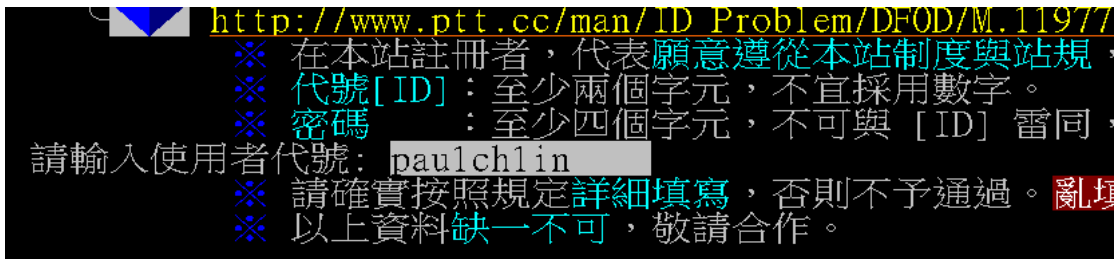 http://www.ptt.cc/man/ID_Problem/DFOD/M.11977
※ 在本站註冊者，代表願意遵從本站制度與站規，
※ 代號[ID]：至少兩個字元，不宜採用數字。
※ 密碼　　：至少四個字元，不可與 [ID] 雷同，
請輸入使用者代號: paulchlin
※ 請確實按照規定詳細填寫，否則不予通過。亂填
※ 以上資料缺一不可，敬請合作。